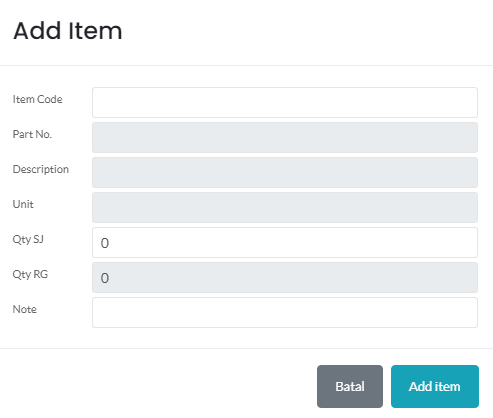 Add Item
Item Code
Part No.
Description
Unit
Qty SJ 0
Qty RG 0
Note
Batal Add item